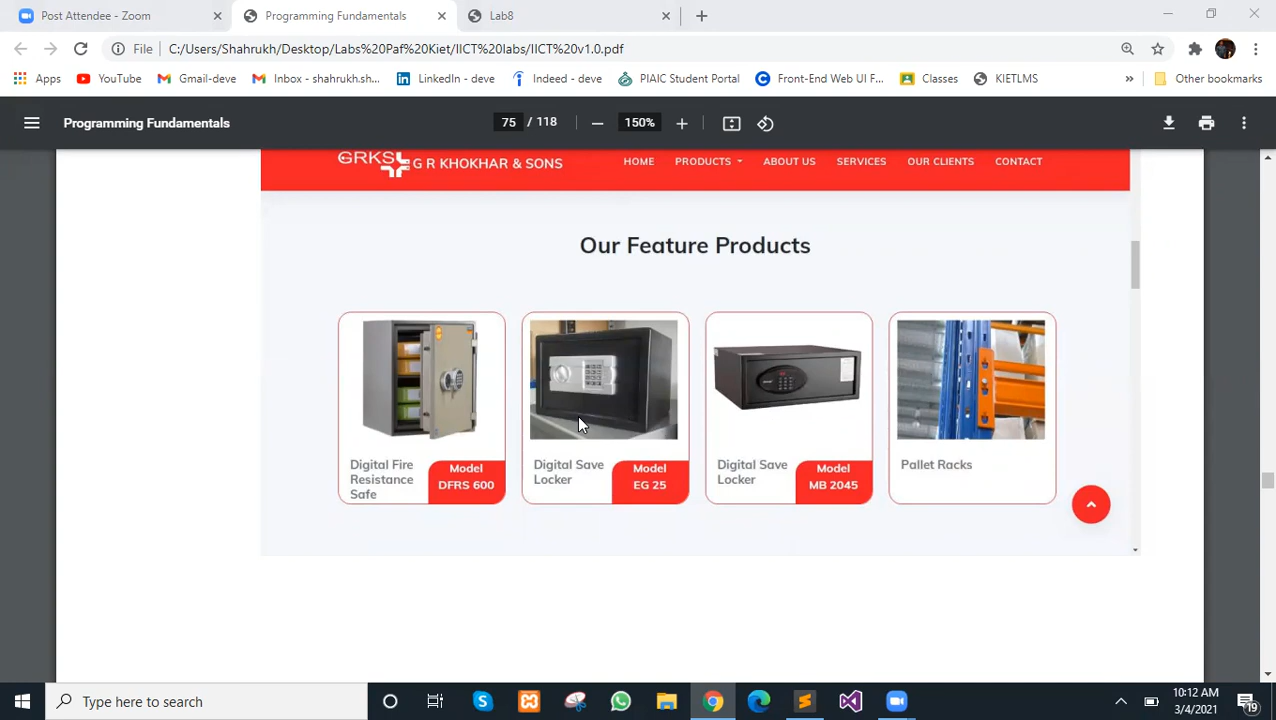 Post Attendee - Zoom
Programming Fundamentals
Lab8
File
C:/Users/Shahrukh/Desktop/Labs%20Paf%20Kiet/IICT%20labs/IICT%20v1.0.pdf
Apps
YouTube
Gmail-deve
Inbox - shahrukh.sh...
LinkedIn - deve
Indeed - deve
PIAIC Student Portal
Front-End Web UI F...
Classes
KIETLMS
»
Other bookmarks
Programming Fundamentals
75 / 118
150%
GRKS
G R KHOKHAR & SONS
HOME
PRODUCTS
ABOUT US
SERVICES
OUR CLIENTS
CONTACT
Our Feature Products
Digital Fire
Resistance
Safe
Model
DFRS 600
Digital Save
Locker
Model
EG 25
Digital Save
Locker
Model
MB 2045
Pallet Racks
Type here to search
10:12 AM
3/4/2021
19